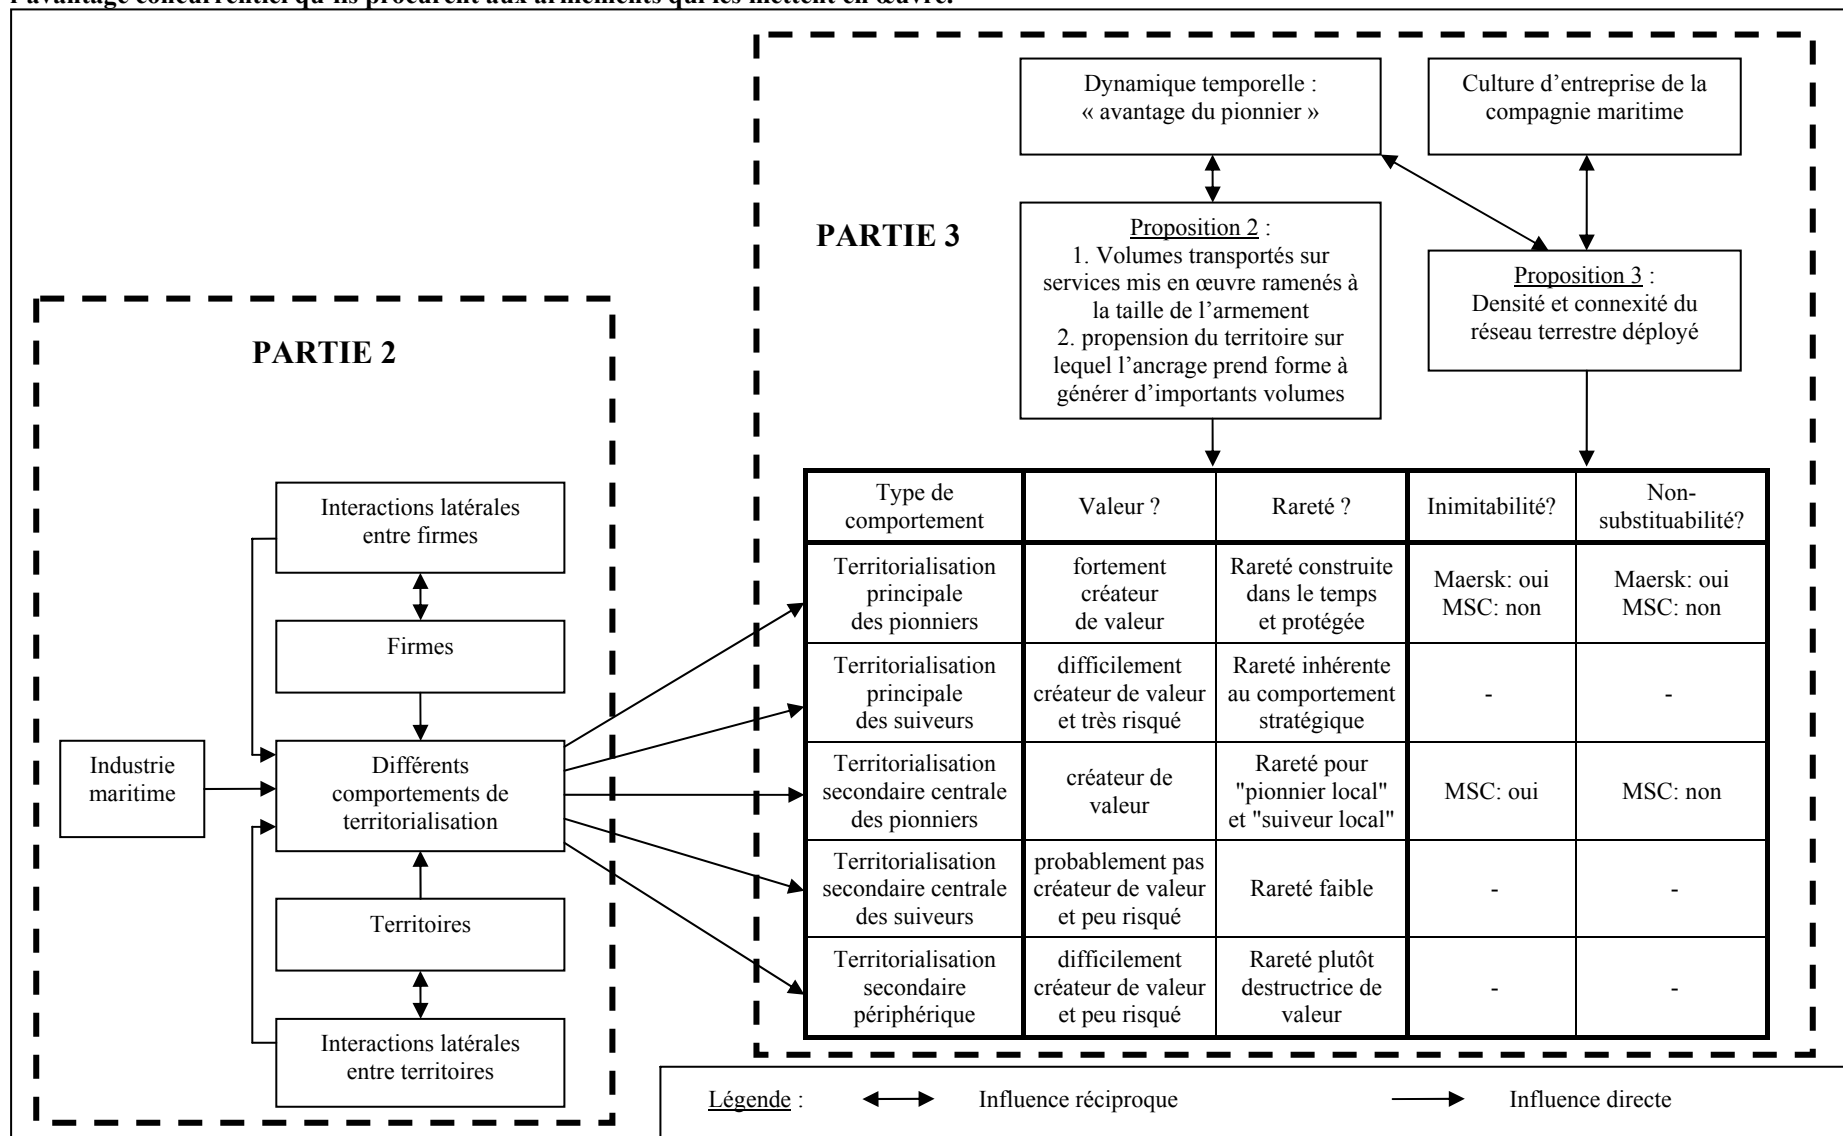 l'avantage concurrentiel qu'ils procurent aux armements qui les mettent en œuvre.
Dynamique temporelle :
« avantage du pionnier »
Culture d'entreprise de la
compagnie maritime
PARTIE 3
Proposition 2 :
1. Volumes transportés sur
services mis en œuvre ramenés à
la taille de l'armement
2. propension du territoire sur
lequel l'ancrage prend forme à
générer d'importants volumes
Proposition 3 :
Densité et connexité du
réseau terrestre déployé
PARTIE 2
Interactions latérales
entre firmes
Firmes
Industrie
maritime
Différents
comportements de
territorialisation
Territoires
Interactions latérales
entre territoires
Type de
comportement
Valeur ?
Rareté ?
Inimitabilité?
Non-
substituabilité?
Territorialisation
principale
des pionniers
fortement
créateur
de valeur
Rareté construite
dans le temps
et protégée
Maersk: oui
MSC: non
Maersk: oui
MSC: non
Territorialisation
principale
des suiveurs
difficilement
créateur de valeur
et très risqué
Rareté inhérente
au comportement
stratégique
-
-
Territorialisation
secondaire centrale
des pionniers
créateur de
valeur
Rareté pour
"pionnier local"
et "suiveur local"
MSC: oui
MSC: non
Territorialisation
secondaire centrale
des suiveurs
probablement pas
créateur de valeur
et peu risqué
Rareté faible
-
-
Territorialisation
secondaire
périphérique
difficilement
créateur de valeur
et peu risqué
Rareté plutôt
destructrice de
valeur
-
-
Légende :
Influence réciproque
Influence directe